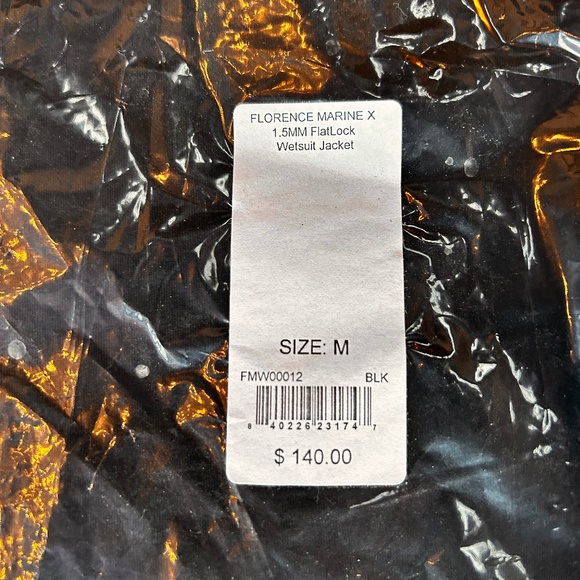 FLORENCE MARINE X
1.5MM FlatLock
Wetsuit Jacket
SIZE: M
FMW00012 BLK
8 40226 23174 7
$ 140.00